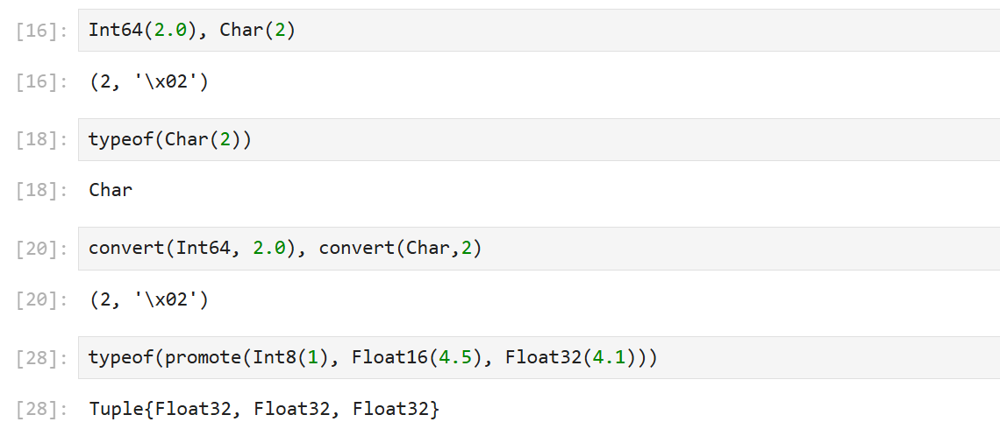 [16]: Int64(2.0), Char(2)
[16]: (2, '\x02')
[18]: typeof(Char(2))
[18]: Char
[20]: convert(Int64, 2.0), convert(Char,2)
[20]: (2, '\x02')
[28]: typeof(promote(Int8(1), Float16(4.5), Float32(4.1)))
[28]: Tuple{Float32, Float32, Float32}